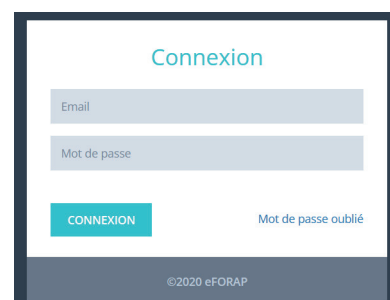 Connexion
Email
Mot de passe
CONNEXION
Mot de passe oublié
©2020 eFORAP